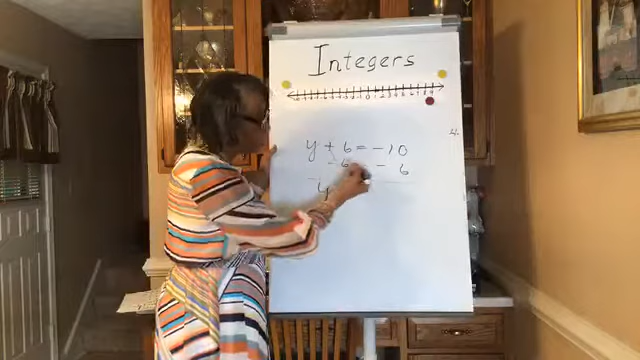 Integers
y + 6 = -10
- 6 - 6
y